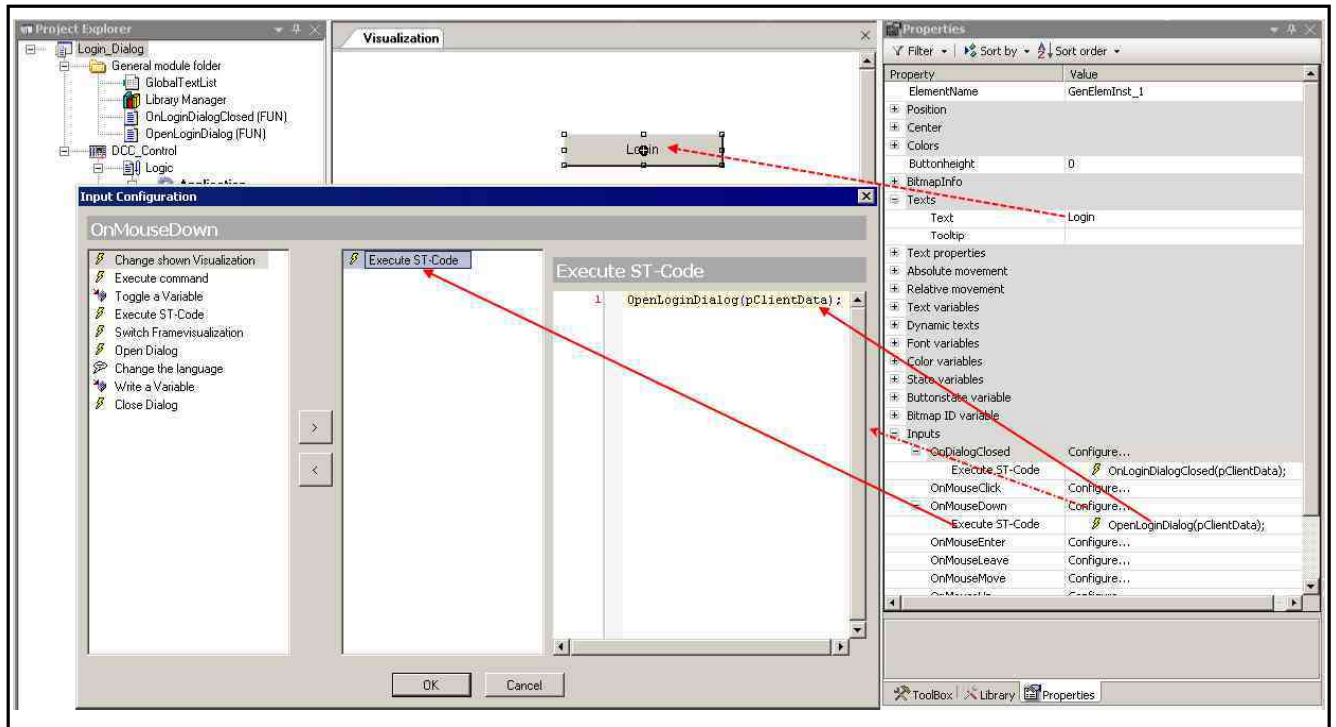 Project Explorer
Login_Dialog
General module folder
GlobalTextList
Library Manager
OnLoginDialogClosed (FUN)
OpenLoginDialog (FUN)
DCC_Control
Logic
Application
Visualization
Login
Input Configuration
OnMouseDown
Change shown Visualization
Execute command
Toggle a Variable
Execute ST-Code
Switch Framevisualization
Open Dialog
Change the language
Write a Variable
Close Dialog
>
<
Execute ST-Code
Execute ST-Code
1 OpenLoginDialog(pClientData);
OK Cancel
Properties
Filter Sort by Sort order
Property Value
ElementName GenElemInst_1
Position
Center
Colors
Buttonheight 0
BitmapInfo
Texts
Text Login
Tooltip
Text properties
Absolute movement
Relative movement
Text variables
Dynamic texts
Font variables
Color variables
State variables
Buttonstate variable
Bitmap ID variable
Inputs
OnDialogClosed Configure...
Execute ST-Code OnLoginDialogClosed(pClientData);
OnMouseClick Configure...
OnMouseDown Configure...
Execute ST-Code OpenLoginDialog(pClientData);
OnMouseEnter Configure...
OnMouseLeave Configure...
OnMouseMove Configure...
OnMouseUp Configure...
ToolBox Library Properties